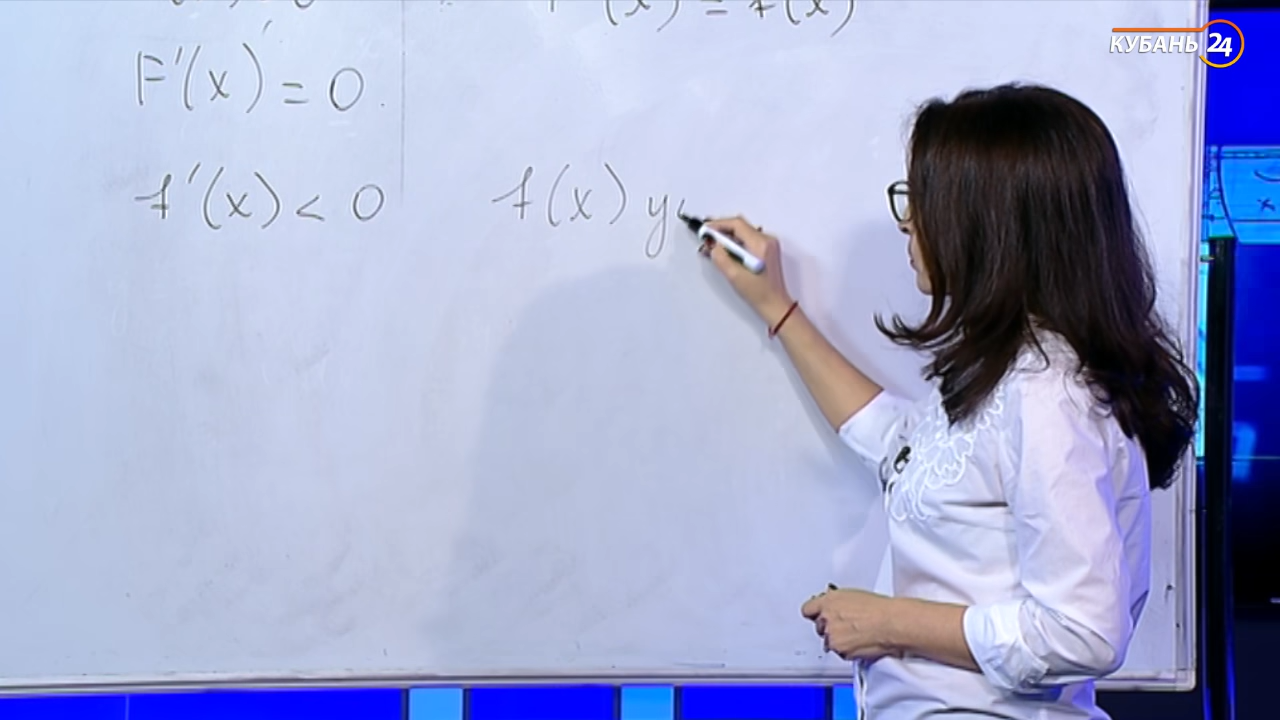 F'(x) = f(x)
КУБАНЬ 24
F'(x) = 0.
f'(x) < 0 f(x) у